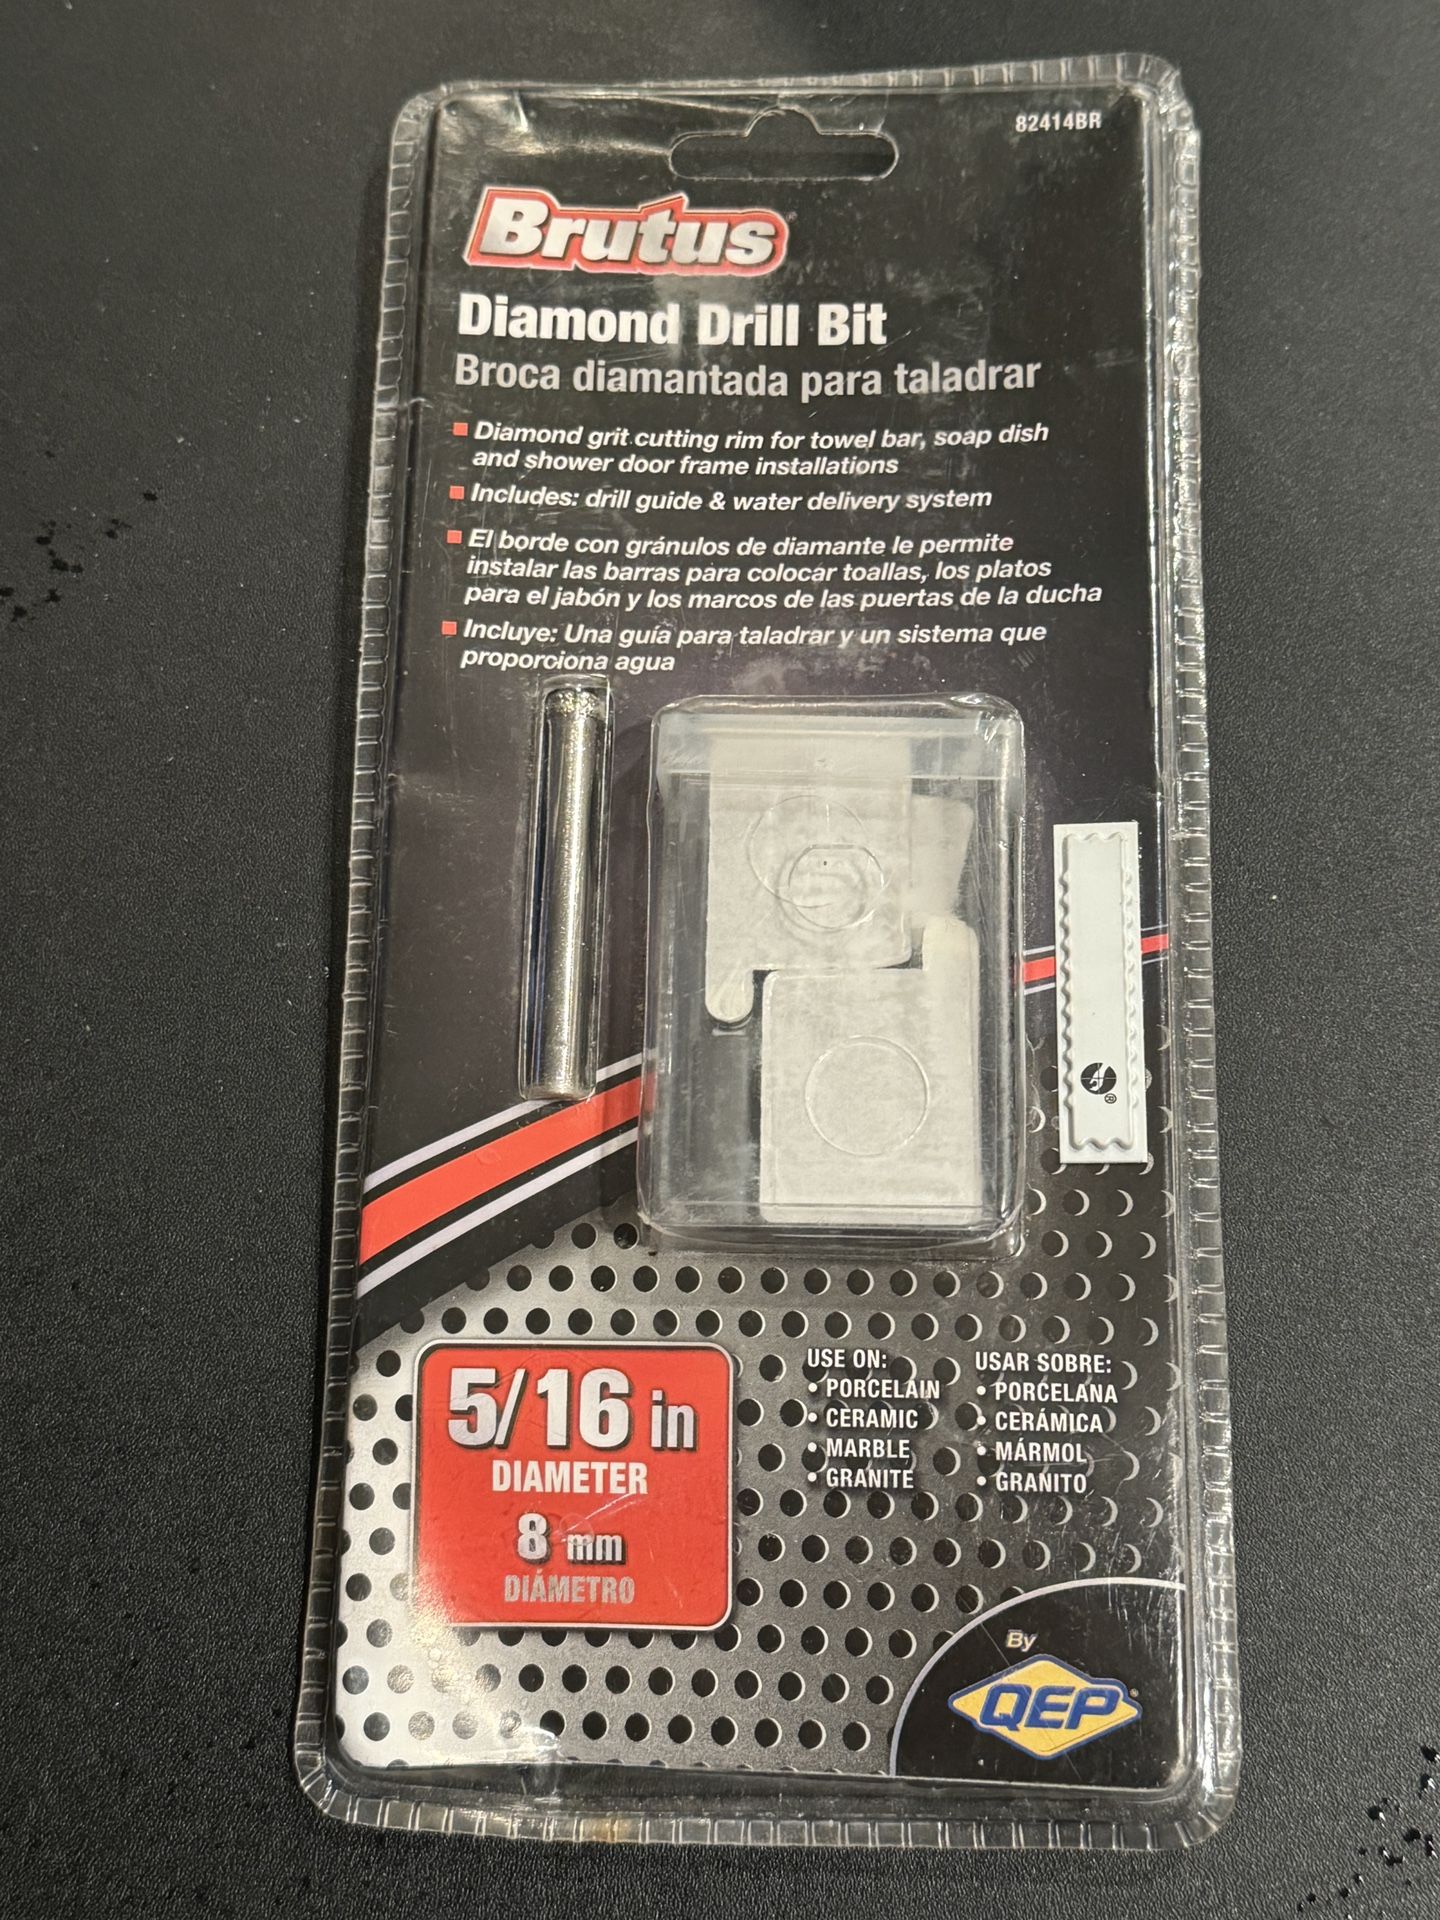 82414BR
Brutus
Diamond Drill Bit
Broca diamantada para taladrar
Diamond grit cutting rim for towel bar, soap dish
and shower door frame installations
Includes: drill guide & water delivery system
El borde con gránulos de diamante le permite
instalar las barras para colocar toallas, los platos
para el jabón y los marcos de las puertas de la ducha
Incluye: Una guía para taladrar y un sistema que
proporciona agua
®
5/16 in
DIAMETER
8 mm
DIÁMETRO
USE ON:
• PORCELAIN
• CERAMIC
• MARBLE
• GRANITE
USAR SOBRE:
• PORCELANA
• CERÁMICA
• MÁRMOL
• GRANITO
By
QEP®